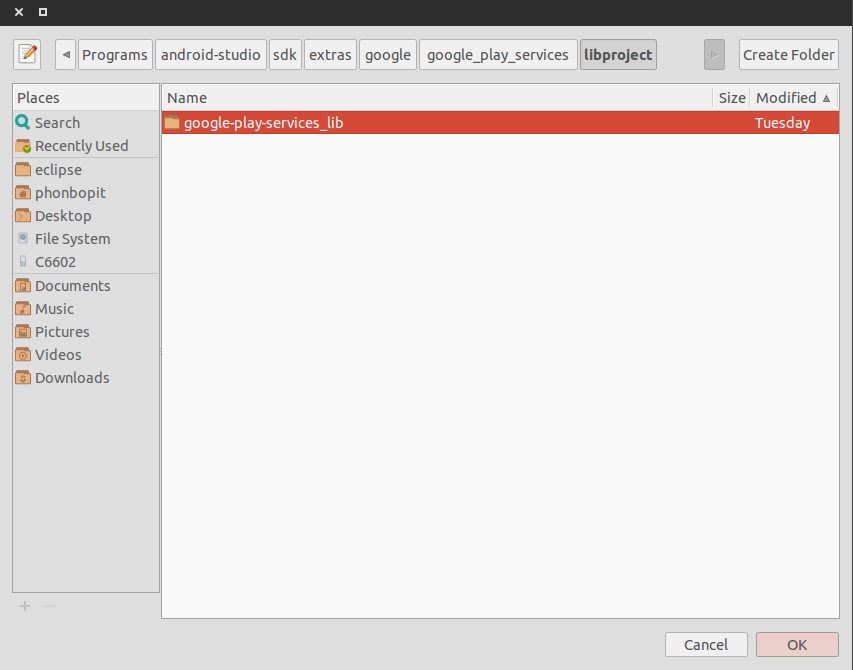 Programs android-studio sdk extras google google_play_services libproject Create Folder
Places
Name Size Modified
Search
google-play-services_lib Tuesday
Recently Used
eclipse
phonbopit
Desktop
File System
C6602
Documents
Music
Pictures
Videos
Downloads
Cancel OK